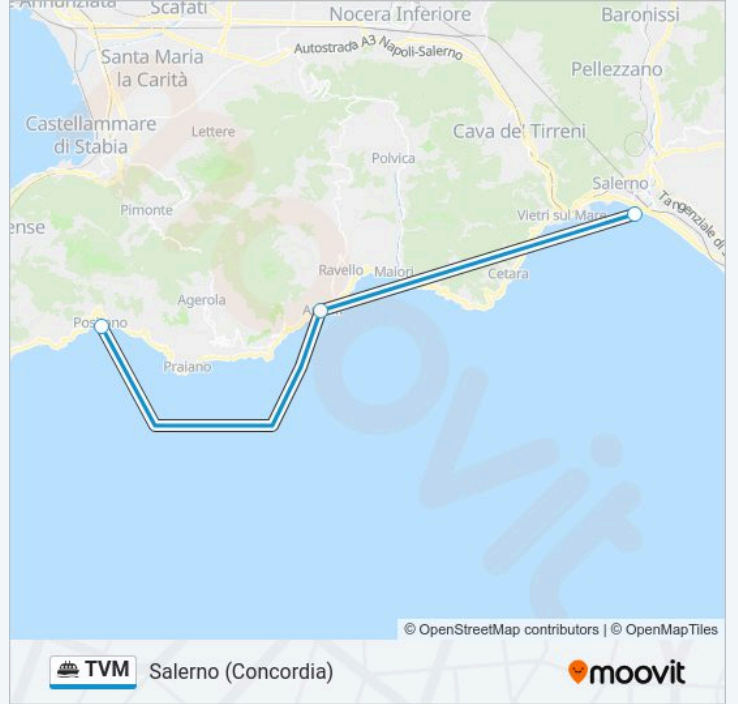 Scafati
Nocera Inferiore
Baronissi
Autostrada A3 Napoli-Salerno
Santa Maria
la Carità
Pellezzano
Castellammare
di Stabia
Lettere
Cava de' Tirreni
Polvica
Salerno
Pimonte
Vietri sul Mare
Tangenziale di
ense
Ravello
Maiori
Cetara
Agerola
Praiano
© OpenStreetMap contributors | © OpenMapTiles
TVM
Salerno (Concordia)
moovit